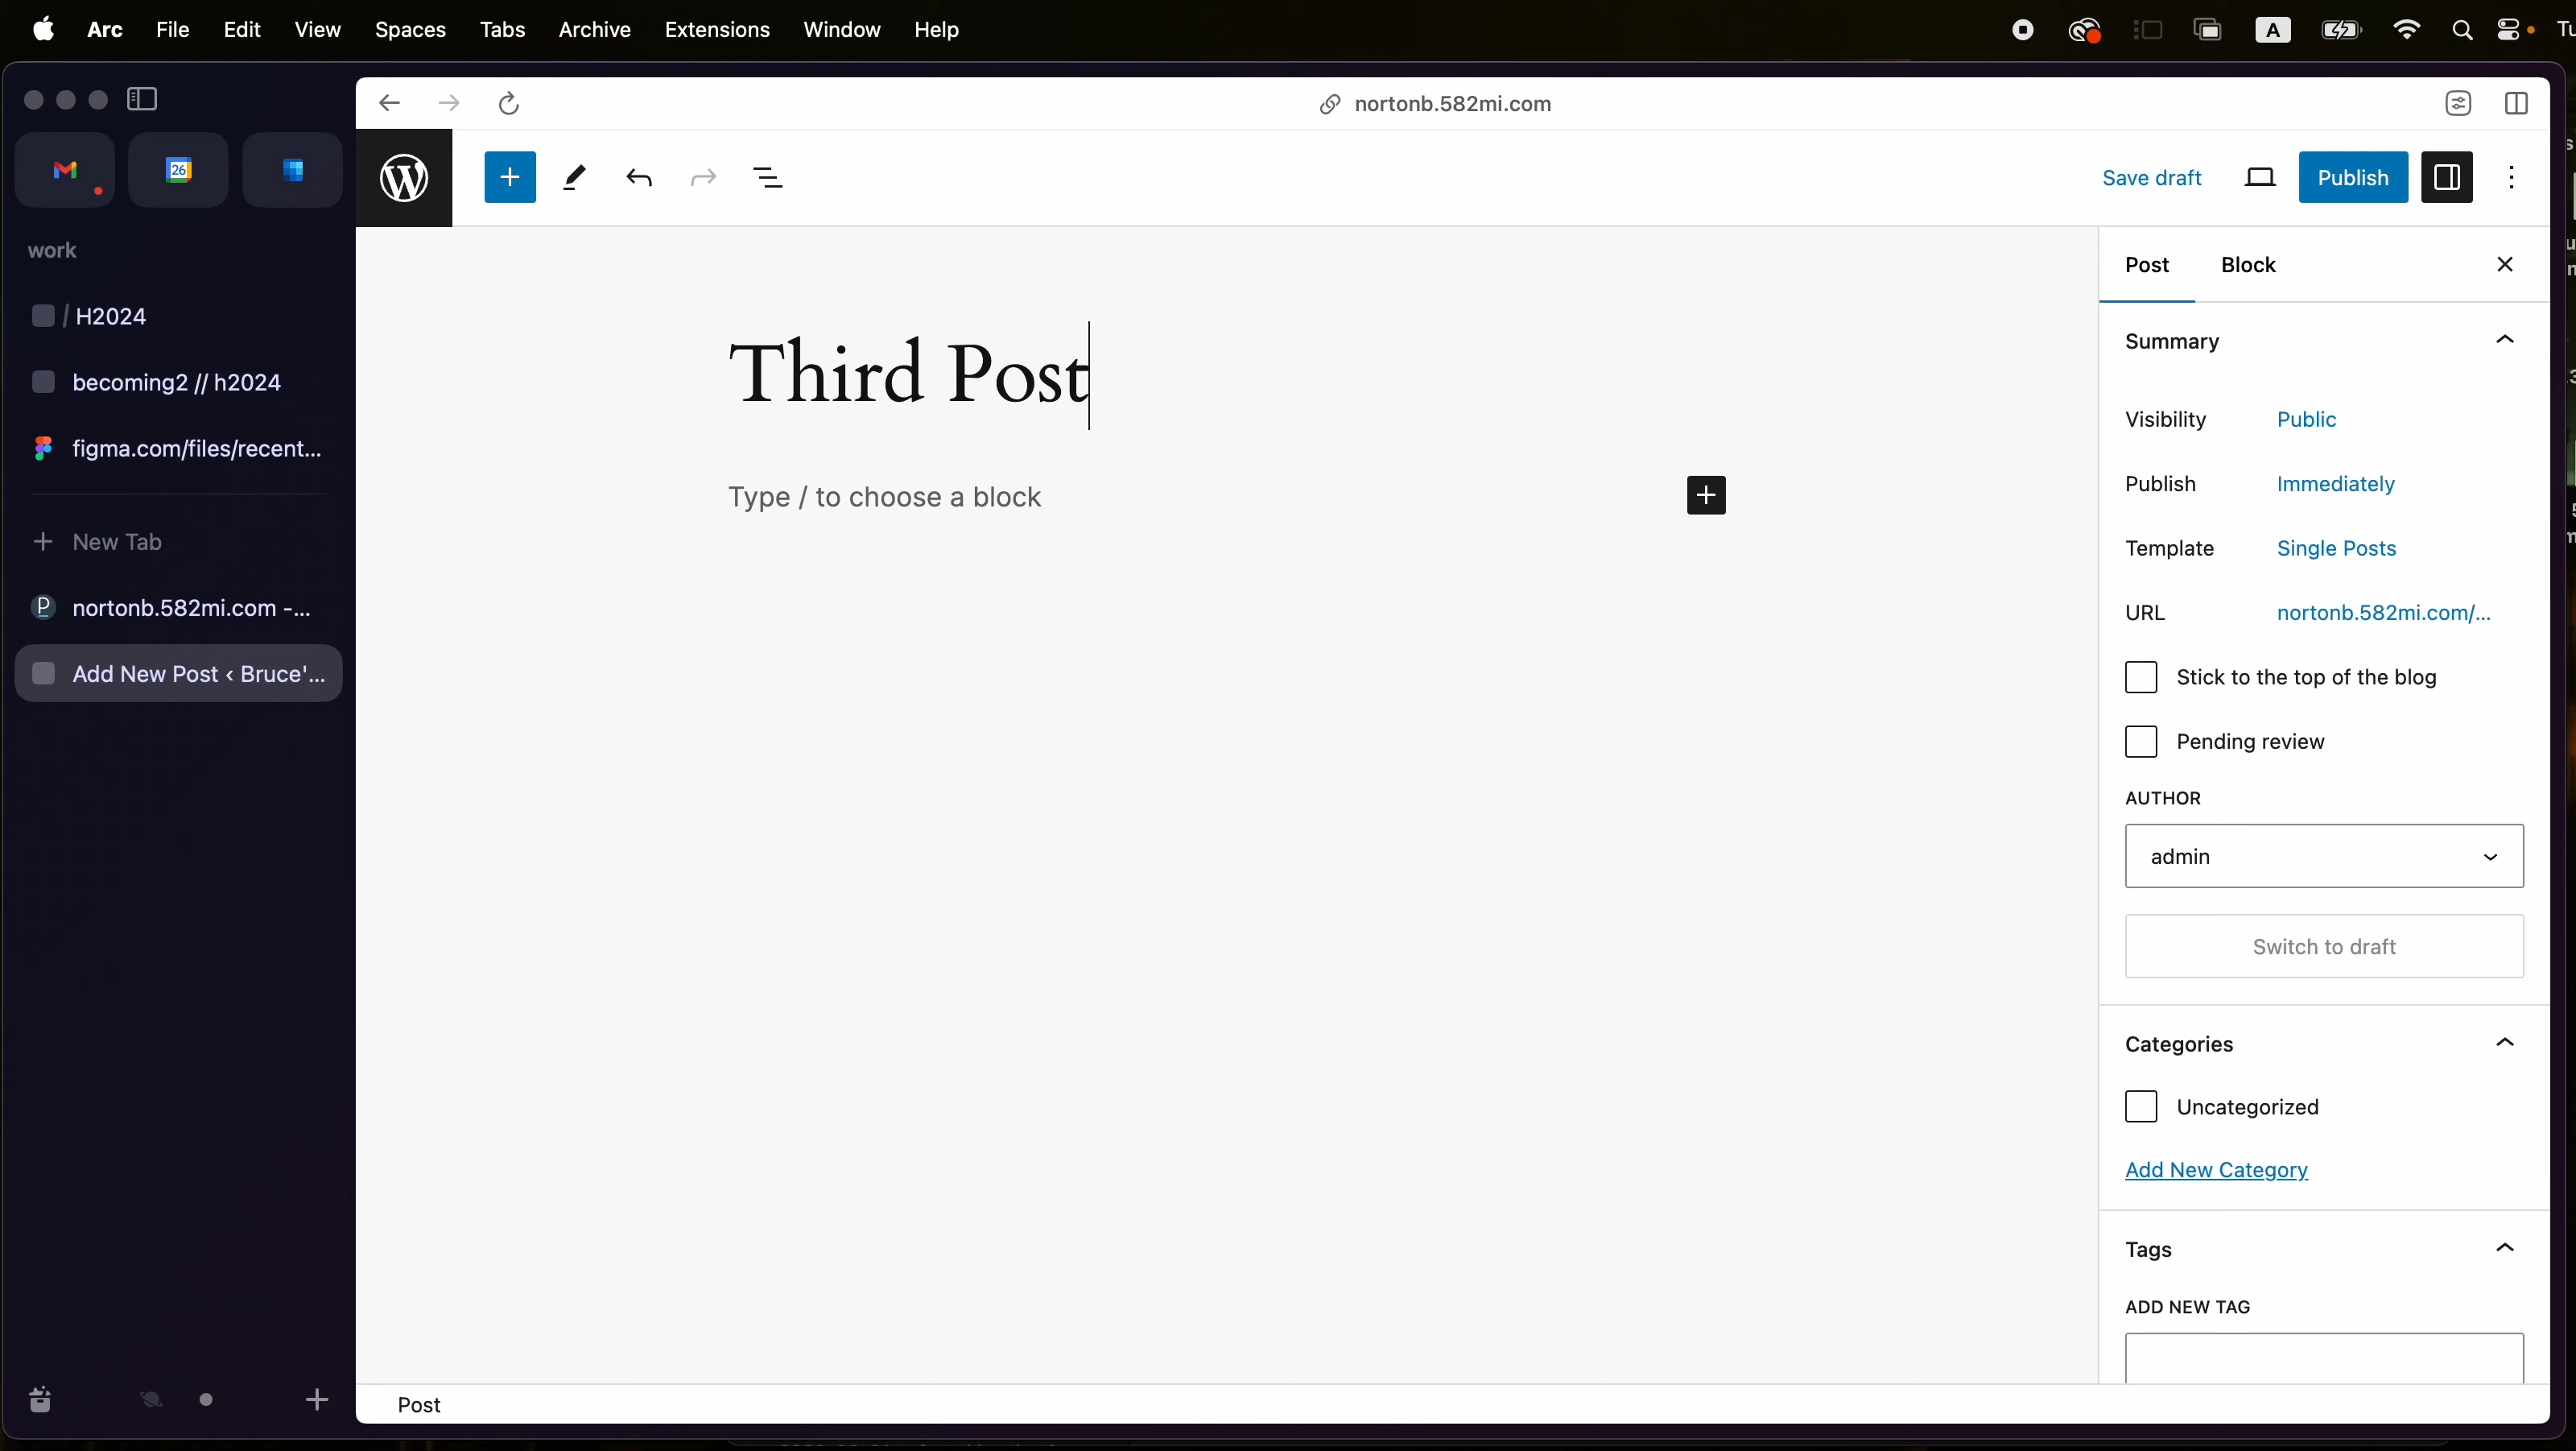 Arc File Edit View Spaces Tabs Archive Extensions Window Help A
nortonb.582mi.com
26
Save draft Publish
work
/ H2024
becoming2 // h2024
figma.com/files/recent...
New Tab
nortonb.582mi.com -...
Add New Post ‹ Bruce'...
Third Post
Type / to choose a block
Post Block
Summary
Visibility Public
Publish Immediately
Template Single Posts
URL nortonb.582mi.com/...
Stick to the top of the blog
Pending review
AUTHOR
admin
Switch to draft
Categories
Uncategorized
Add New Category
Tags
ADD NEW TAG
Post